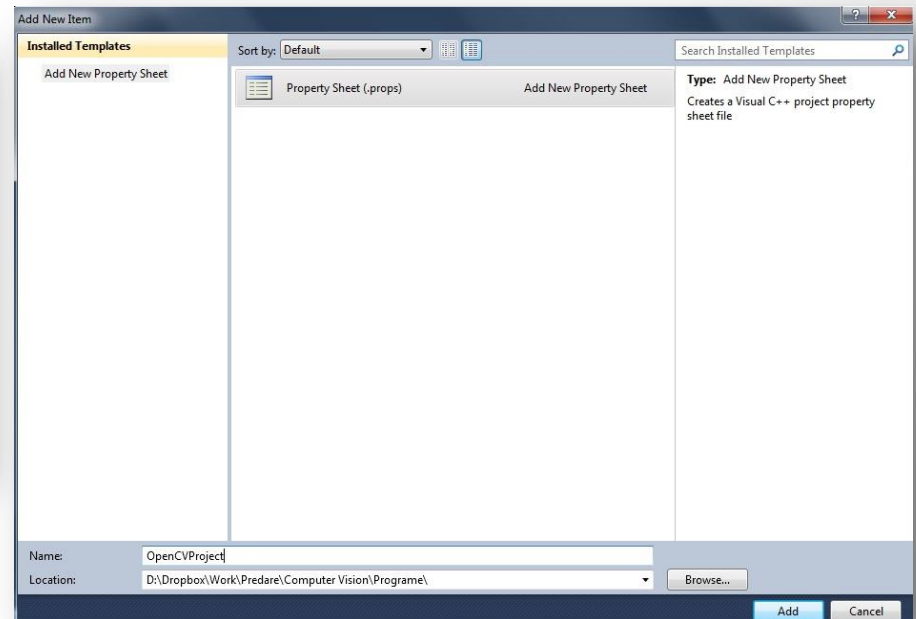 Add New Item
?
x
Installed Templates
Add New Property Sheet
Sort by: Default
Search Installed Templates
Property Sheet (.props) Add New Property Sheet
Type: Add New Property Sheet
Creates a Visual C++ project property
sheet file
Name: OpenCVProject
Location: D:\Dropbox\Work\Predare\Computer Vision\Programe\
Browse...
Add Cancel